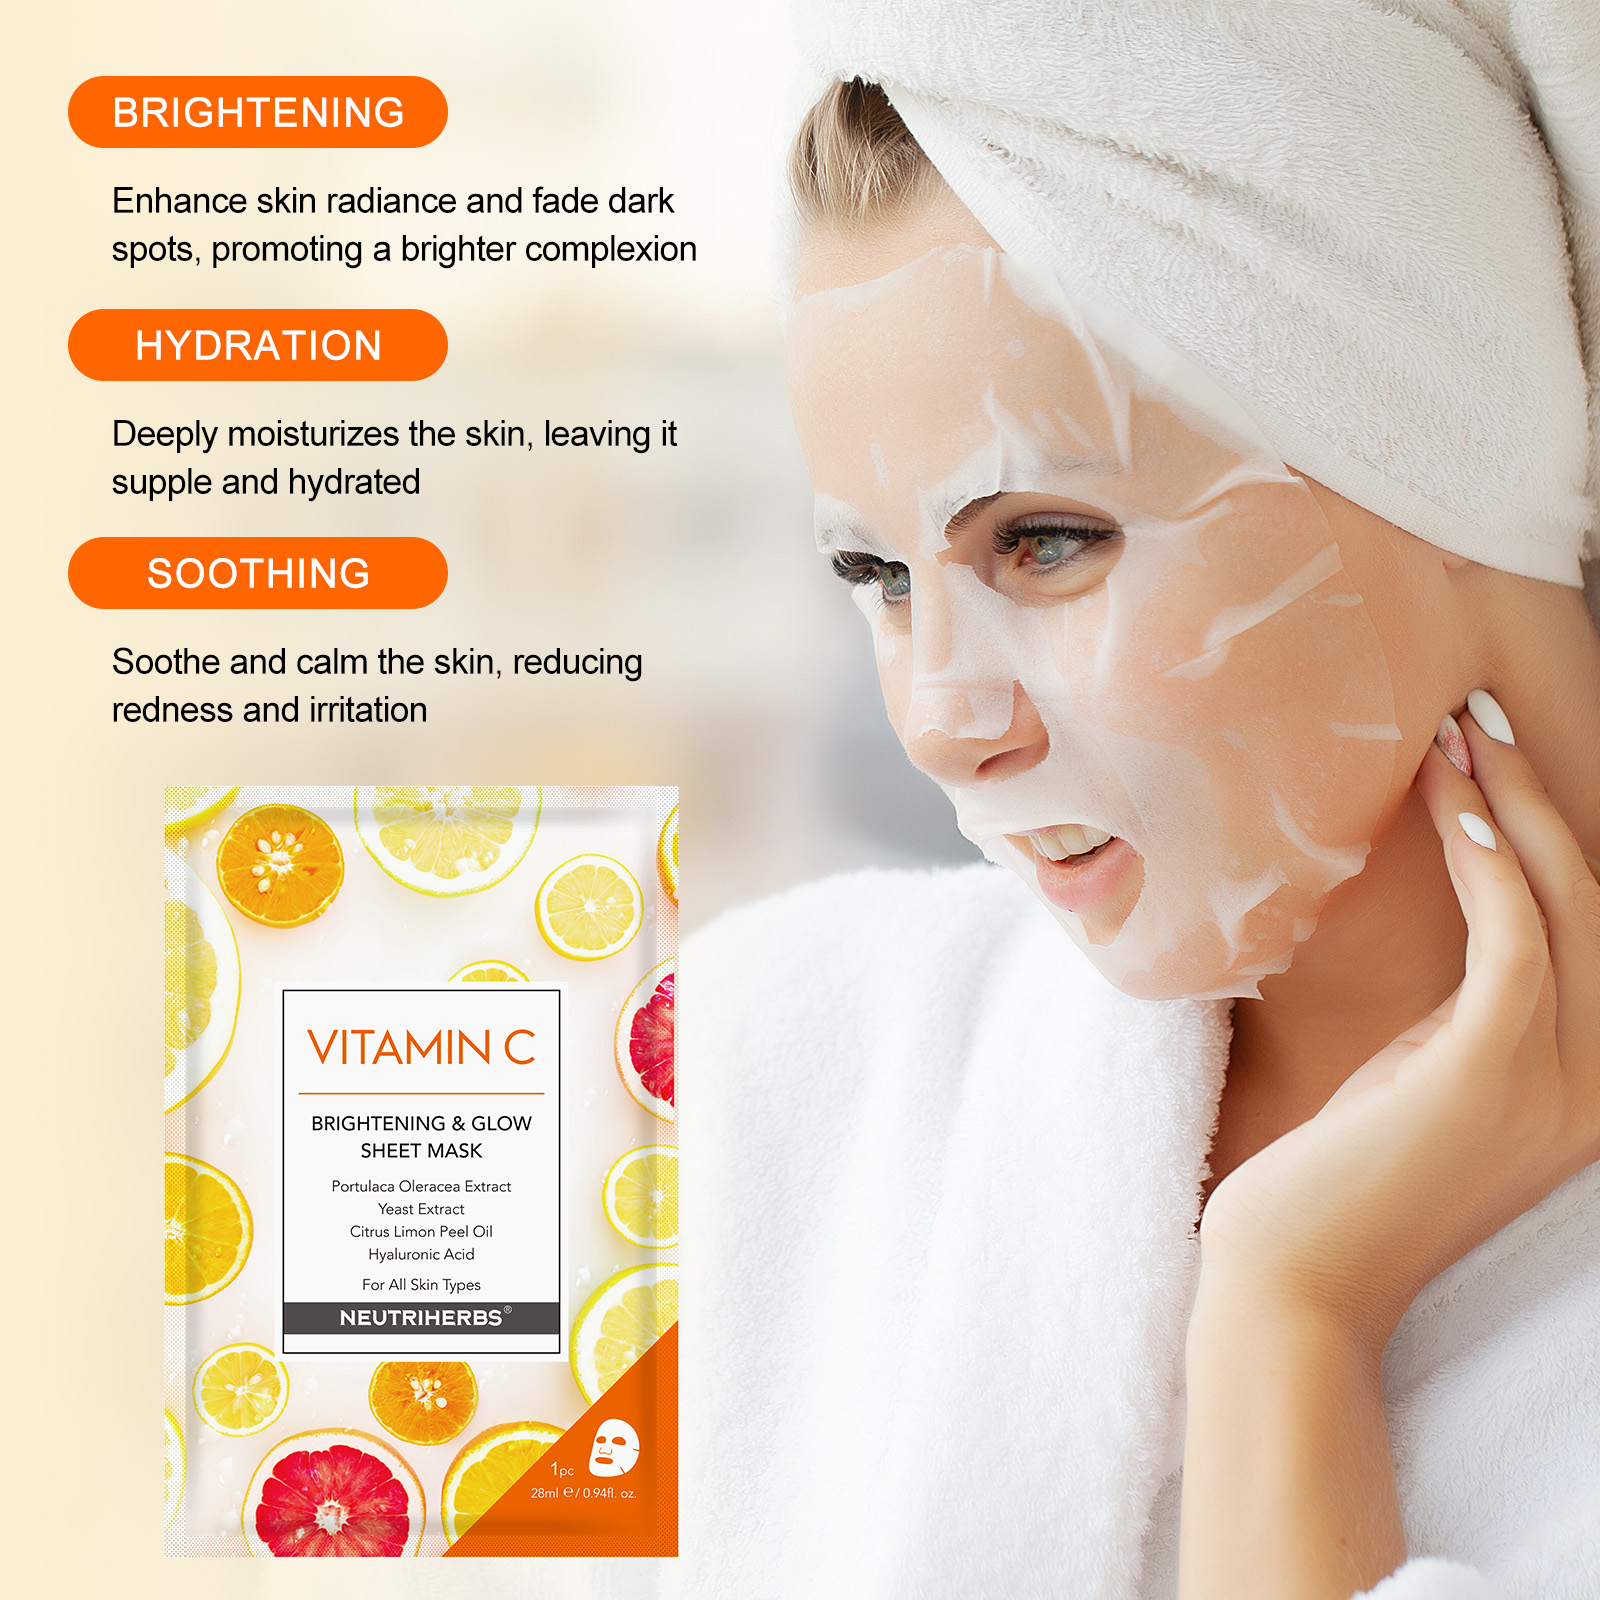 BRIGHTENING
Enhance skin radiance and fade dark
spots, promoting a brighter complexion
HYDRATION
Deeply moisturizes the skin, leaving it
supple and hydrated
SOOTHING
Soothe and calm the skin, reducing
redness and irritation
VITAMIN C
BRIGHTENING & GLOW
SHEET MASK
Portulaca Oleracea Extract
Yeast Extract
Citrus Limon Peel Oil
Hyaluronic Acid
For All Skin Types
NEUTRIHERBS®
1pc
28ml ℮/ 0.94fl. oz.